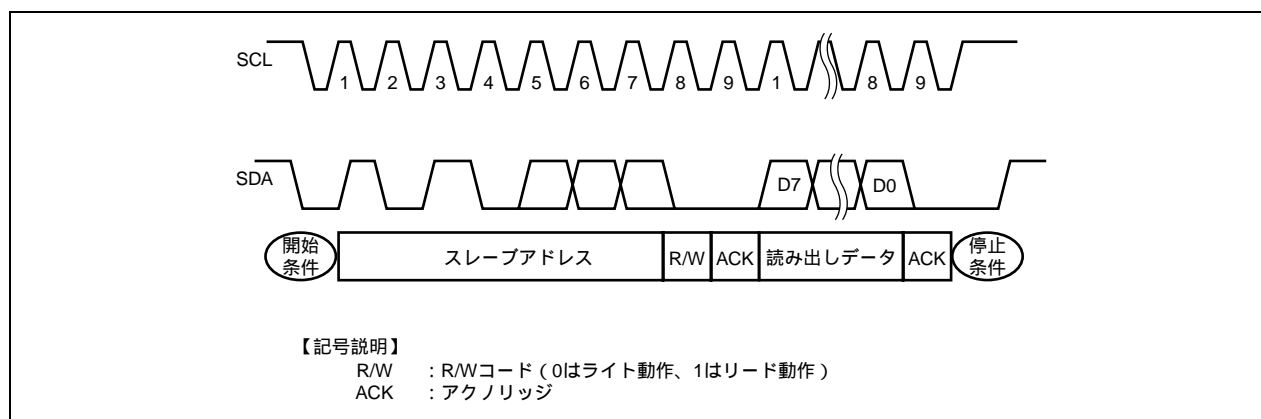 SCL
1 2 3 4 5 6 7 8 9 1 8 9
SDA
D7 D0
開始
条件
スレーブアドレス
R/W
ACK
読み出しデータ
ACK
停止
条件
【記号説明】
R/W :R/Wコード(0はライト動作、1はリード動作)
ACK :アクノリッジ